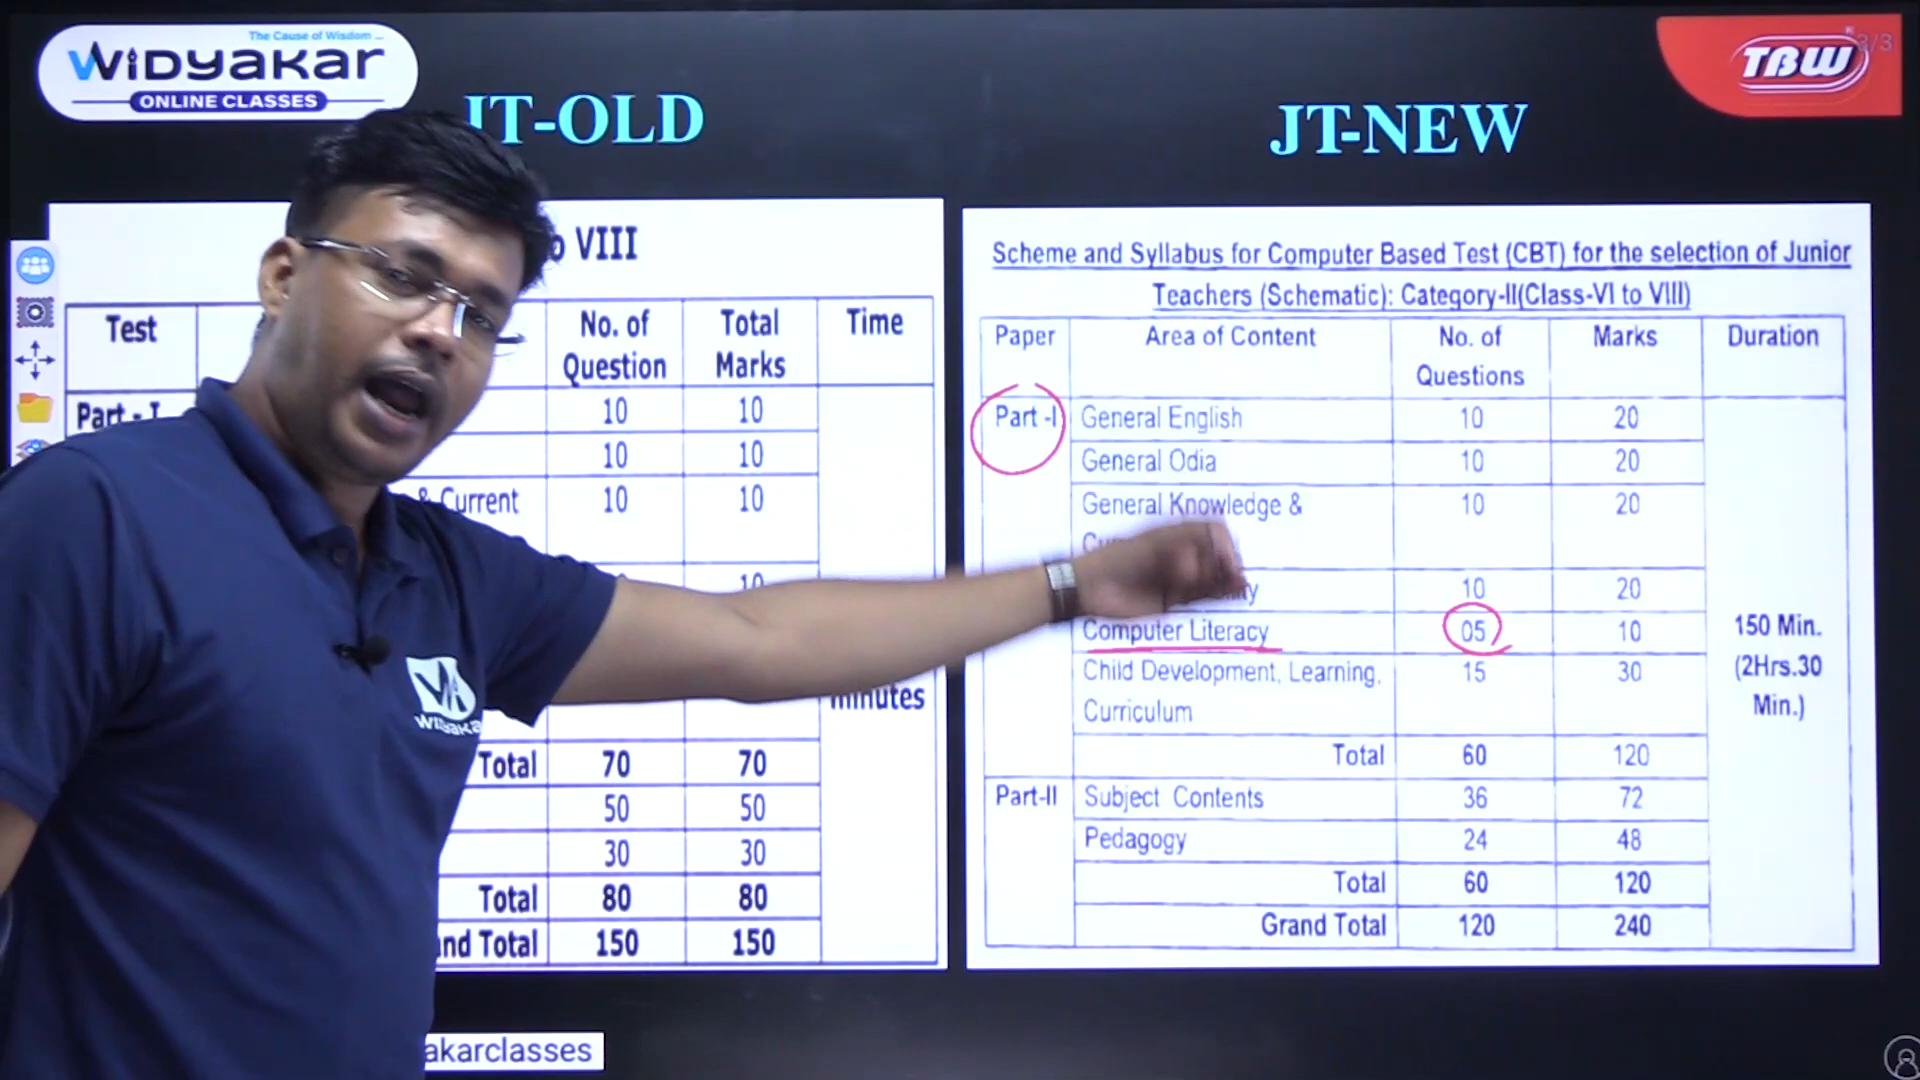 The Cause of Wisdom ...
WIDYAKAR
ONLINE CLASSES
TBW
3/3
JT-OLD
JT-NEW
VIII
Test
No. of Question
Total Marks
Time
Part - I
10 10
10 10
& Current 10 10
10
minutes
Total 70 70
50 50
30 30
Total 80 80
Total 150 150
Scheme and Syllabus for Computer Based Test (CBT) for the selection of Junior
Teachers (Schematic): Category-II(Class-VI to VIII)
Paper Area of Content No. of Questions Marks Duration
Part -I General English 10 20
General Odia 10 20
General Knowledge & 10 20
10 20
Computer Literacy 05 10
Child Development, Learning, 15 30
Curriculum
Total 60 120
150 Min.
(2Hrs.30
Min.)
Part-II Subject Contents 36 72
Pedagogy 24 48
Total 60 120
Grand Total 120 240
WIDYAKAR
akarclasses